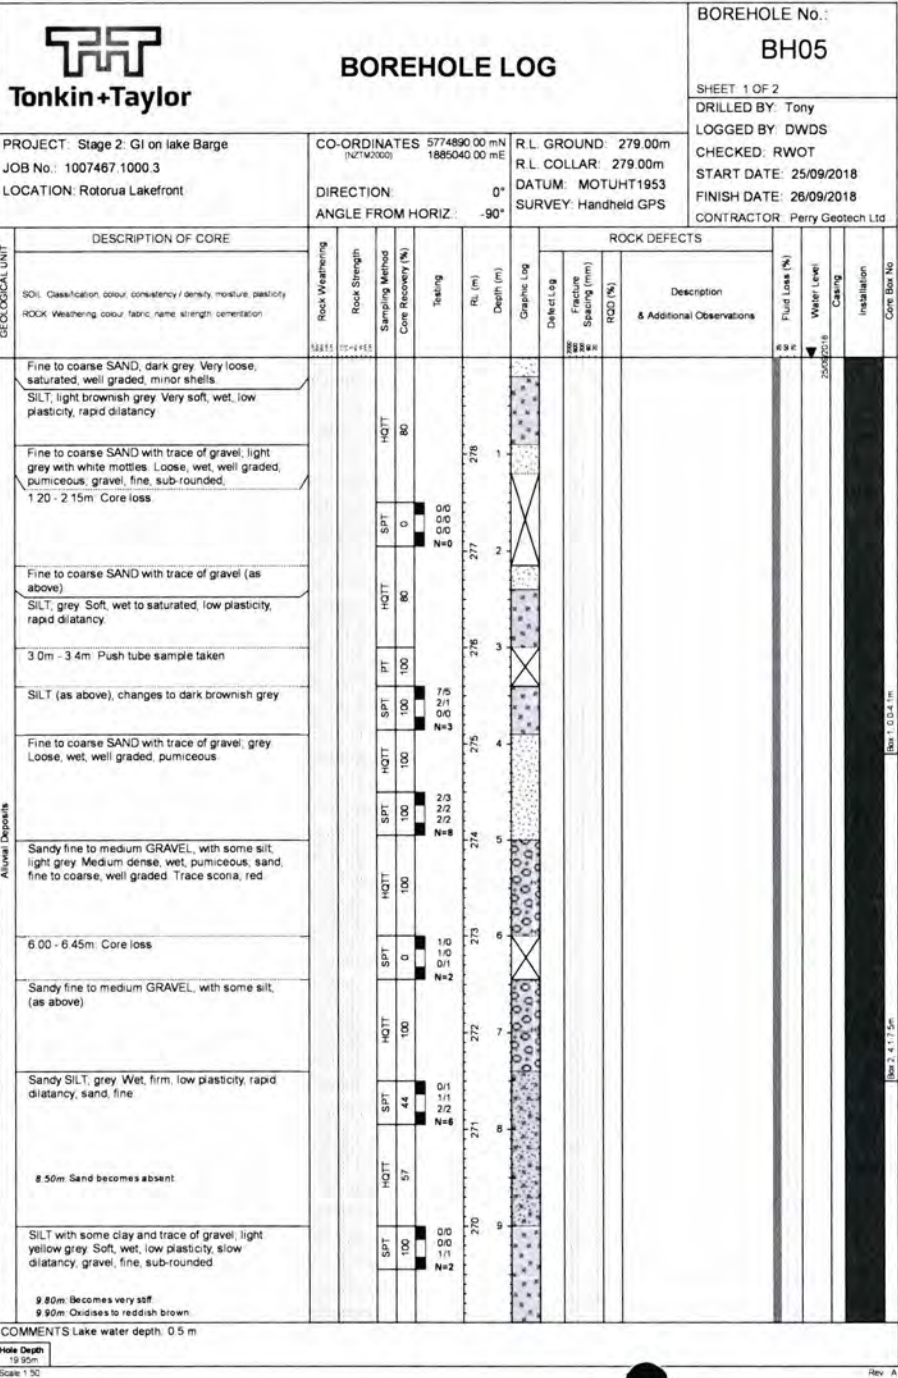 BOREHOLE No.:
BH05
SHEET: 1 OF 2
T+T
Tonkin+Taylor
BOREHOLE LOG
DRILLED BY: Tony
LOGGED BY: DWDS
CHECKED: RWOT
START DATE: 25/09/2018
FINISH DATE: 26/09/2018
CONTRACTOR: Perry Geotech Ltd
PROJECT: Stage 2: GI on lake Barge
JOB No.: 1007467.1000.3
LOCATION: Rotorua Lakefront
CO-ORDINATES 5774890.00 mN
(NZTM2000) 1885040.00 mE
DIRECTION: 0°
ANGLE FROM HORIZ.: -90°
R.L. GROUND: 279.00m
R.L. COLLAR: 279.00m
DATUM: MOTUHT1953
SURVEY: Handheld GPS
GEOLOGICAL UNIT
DESCRIPTION OF CORE
SOIL: Classification, colour, consistency / density, moisture, plasticity
ROCK: Weathering, colour, fabric, name, strength, cementation
Rock Weathering
Rock Strength
Sampling Method
Core Recovery (%)
Testing
RL (m)
Depth (m)
Graphic Log
ROCK DEFECTS
Defect Log
Fracture Spacing (mm)
RQD (%)
Description
& Additional Observations
Fluid Loss (%)
Water Level
Casing
Installation
Core Box No
25/09/2018
Fine to coarse SAND, dark grey. Very loose,
saturated, well graded, minor shells.
SILT, light brownish grey. Very soft, wet, low
plasticity, rapid dilatancy
HQTT
80
Fine to coarse SAND with trace of gravel, light
grey with white mottles. Loose, wet, well graded,
pumiceous; gravel, fine, sub-rounded,
278
1
1.20 - 2.15m: Core loss
SPT
0
0/0
0/0
0/0
N=0
277
2
Fine to coarse SAND with trace of gravel (as
above)
SILT, grey. Soft, wet to saturated, low plasticity,
rapid dilatancy.
HQTT
80
276
3
3.0m - 3.4m: Push tube sample taken
PT
100
SILT (as above), changes to dark brownish grey
SPT
100
7/5
2/1
0/0
N=3
Box 1, 0.0-4.1m
Fine to coarse SAND with trace of gravel, grey.
Loose, wet, well graded, pumiceous
HQTT
100
275
4
SPT
100
2/3
2/2
2/2
N=8
Alluvial Deposits
274
5
Sandy fine to medium GRAVEL, with some silt,
light grey. Medium dense, wet, pumiceous; sand,
fine to coarse, well graded. Trace scoria, red
HQTT
100
273
6
6.00 - 6.45m: Core loss
SPT
0
1/0
1/0
0/1
N=2
Sandy fine to medium GRAVEL, with some silt,
(as above)
HQTT
100
272
7
Box 2, 4.1-7.5m
Sandy SILT, grey. Wet, firm, low plasticity, rapid
dilatancy; sand, fine
SPT
44
0/1
1/1
2/2
N=6
271
8
8.50m: Sand becomes absent
HQTT
57
270
9
SILT with some clay and trace of gravel, light
yellow grey. Soft, wet, low plasticity, slow
dilatancy; gravel, fine, sub-rounded
SPT
100
0/0
0/0
1/1
N=2
9.80m: Becomes very stiff
9.90m: Oxidises to reddish brown
COMMENTS: Lake water depth: 0.5 m
Hole Depth
19.95m
Scale 1:50
Rev: A